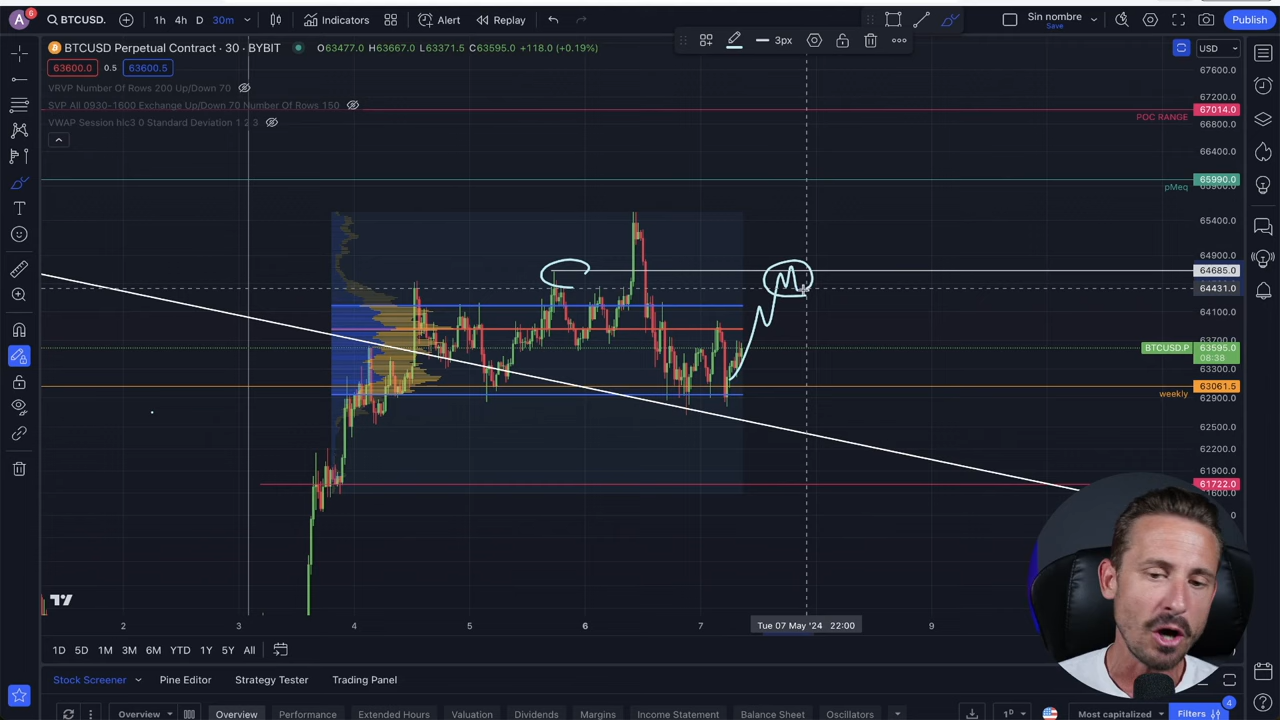 A 6 BTCUSD. 1h 4h D 30m Indicators Alert Replay Sin nombre Save Publish
3px
BTCUSD Perpetual Contract · 30 · BYBIT O63477.0 H63667.0 L63371.5 C63595.0 +118.0 (+0.19%) USD
63600.0 0.5 63600.5
VRVP Number Of Rows 200 Up/Down 70
SVP All 0930-1600 Exchange Up/Down 70 Number Of Rows 150
VWAP Session hlc3 0 Standard Deviation 1 2 3
67600.0
67200.0
67014.0
POC RANGE
66800.0
66400.0
65990.0
pMeq
65400.0
64900.0
64685.0
64431.0
64100.0
BTCUSD.P 63595.0
08:38
63300.0
63061.5
weekly
62900.0
62500.0
62200.0
61900.0
61722.0
61600.0
2 3 4 5 6 7 Tue 07 May '24 22:00 9
1D 5D 1M 3M 6M YTD 1Y 5Y All
Stock Screener Pine Editor Strategy Tester Trading Panel
Overview Overview Performance Extended Hours Valuation Dividends Margins Income Statement Balance Sheet Oscillators 1D Most capitalized Filters 4